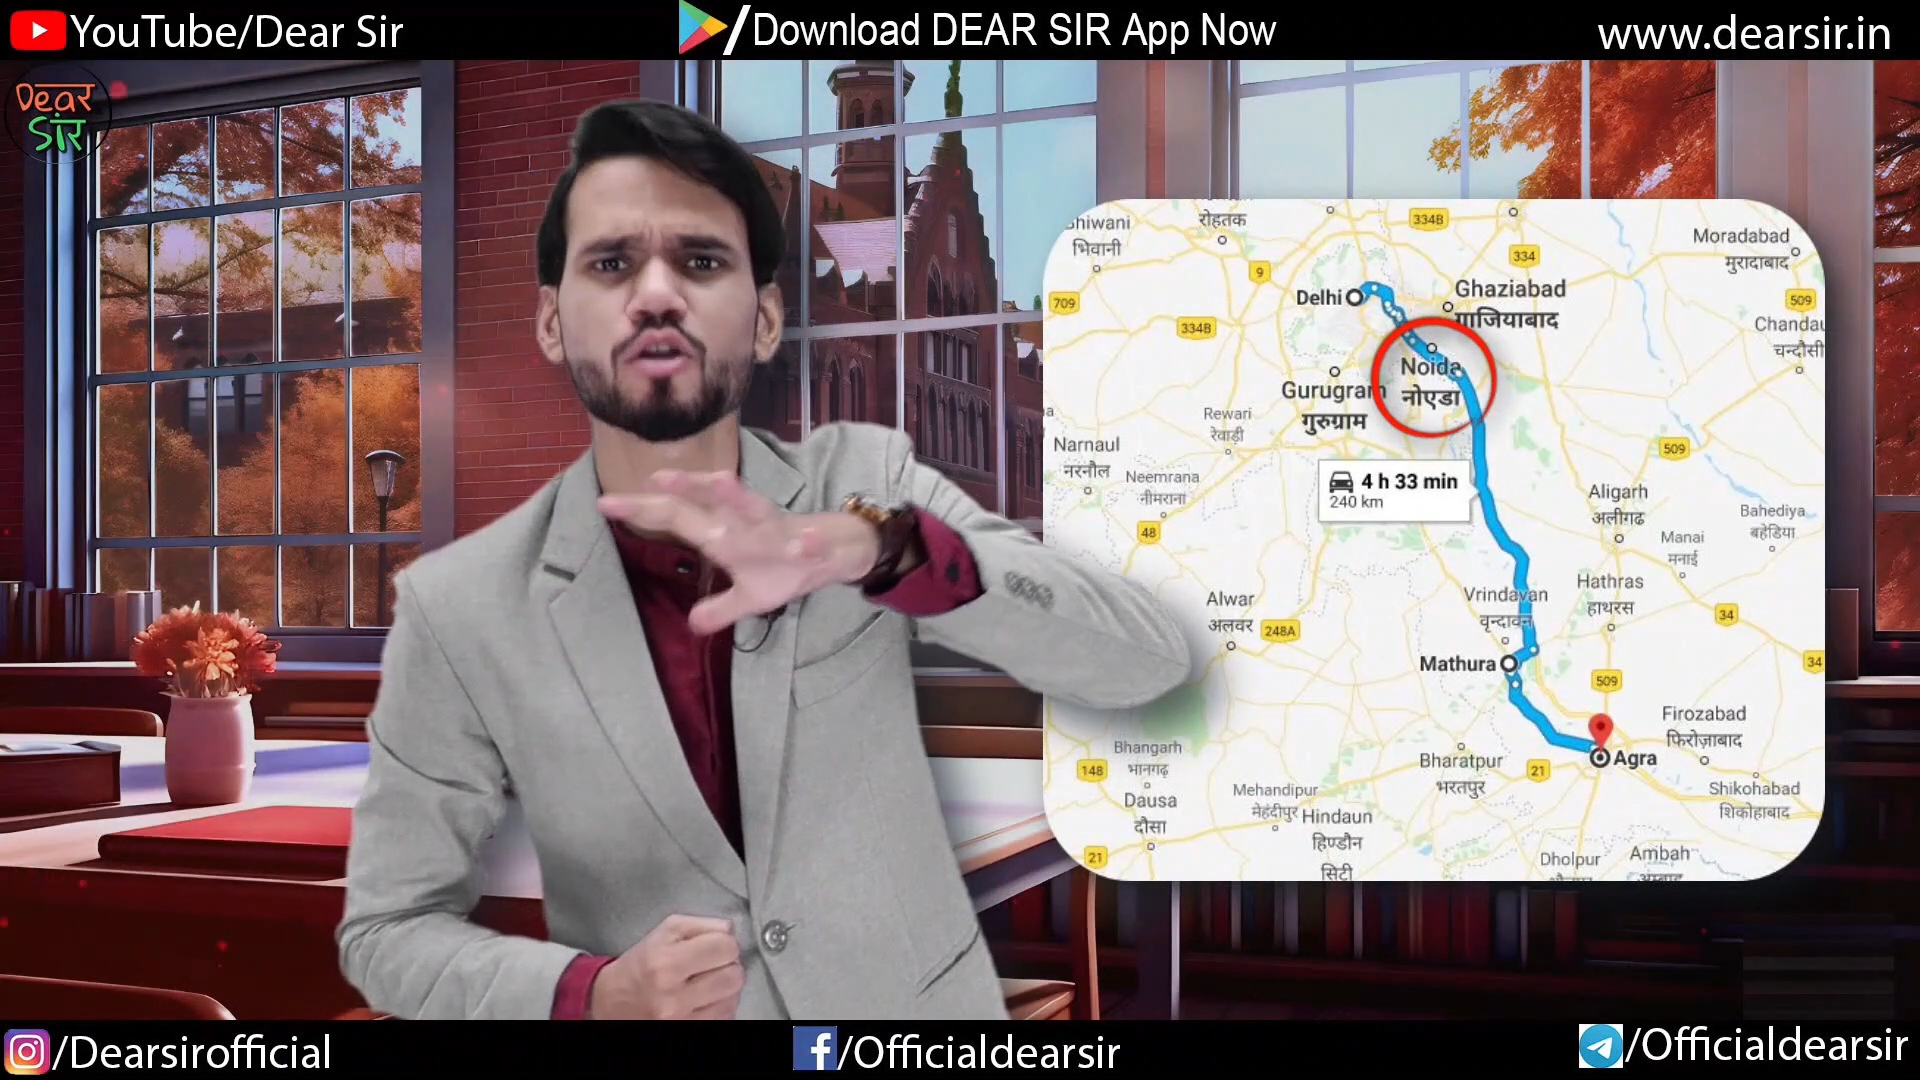 YouTube/Dear Sir
/Download DEAR SIR App Now
www.dearsir.in
Dear
Sir
रोहतक
334B
भिवानी
Moradabad
मुरादाबाद
334
9
709
Delhi
Ghaziabad
गाज़ियाबाद
509
334B
चन्दौसी
Noida
नोएडा
Gurugram
गुरुग्राम
Rewari
रेवाड़ी
Narnaul
नरनौल
509
Neemrana
नीमराना
4 h 33 min
240 km
Aligarh
अलीगढ
Bahediya
बहेडिया
48
Manai
मनाई
Vrindavan
वृन्दावन
Hathras
हाथरस
Alwar
अलवर
248A
34
Mathura
34
509
Firozabad
फिरोज़ाबाद
Bhangarh
भानगढ़
148
Bharatpur
भरतपुर
21
Agra
Dausa
दौसा
Mehandipur
मेहंदीपुर
Hindaun
हिण्डौन
सिटी
Shikohabad
शिकोहाबाद
21
Dholpur
Ambah
/Dearsirofficial
/Officialdearsir
/Officialdearsir